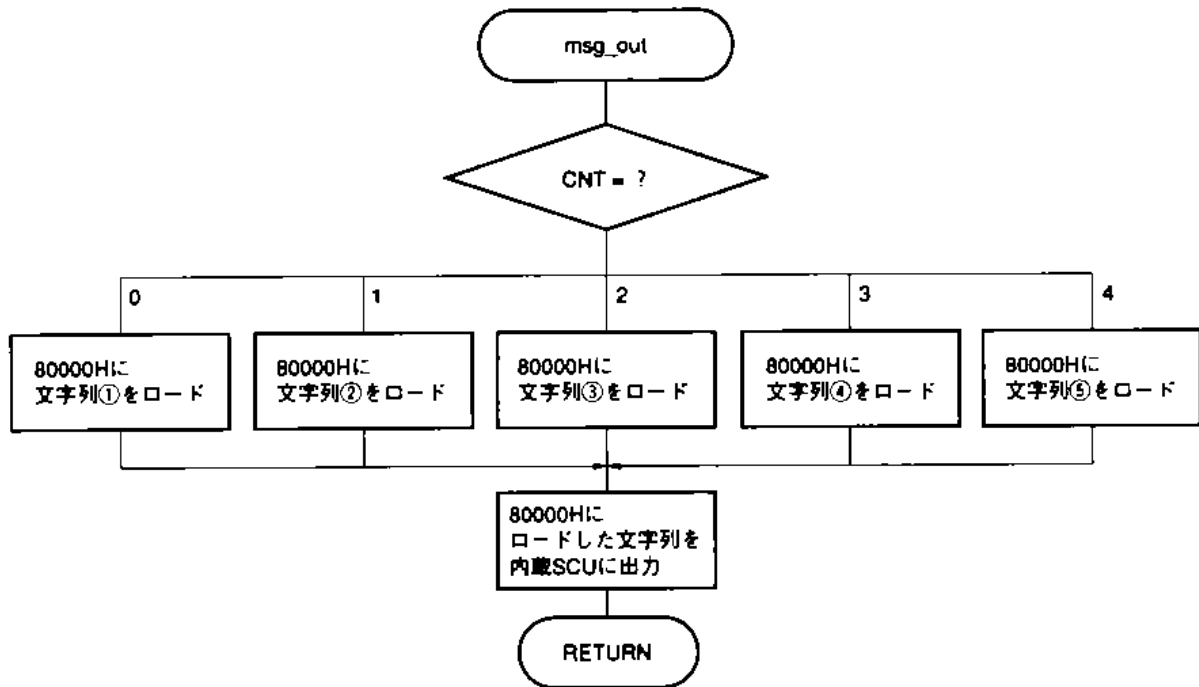 msg_out
CNT = ?
0
1
2
3
4
80000Hに
文字列①をロード
80000Hに
文字列②をロード
80000Hに
文字列③をロード
80000Hに
文字列④をロード
80000Hに
文字列⑤をロード
80000Hに
ロードした文字列を
内蔵SCUに出力
RETURN